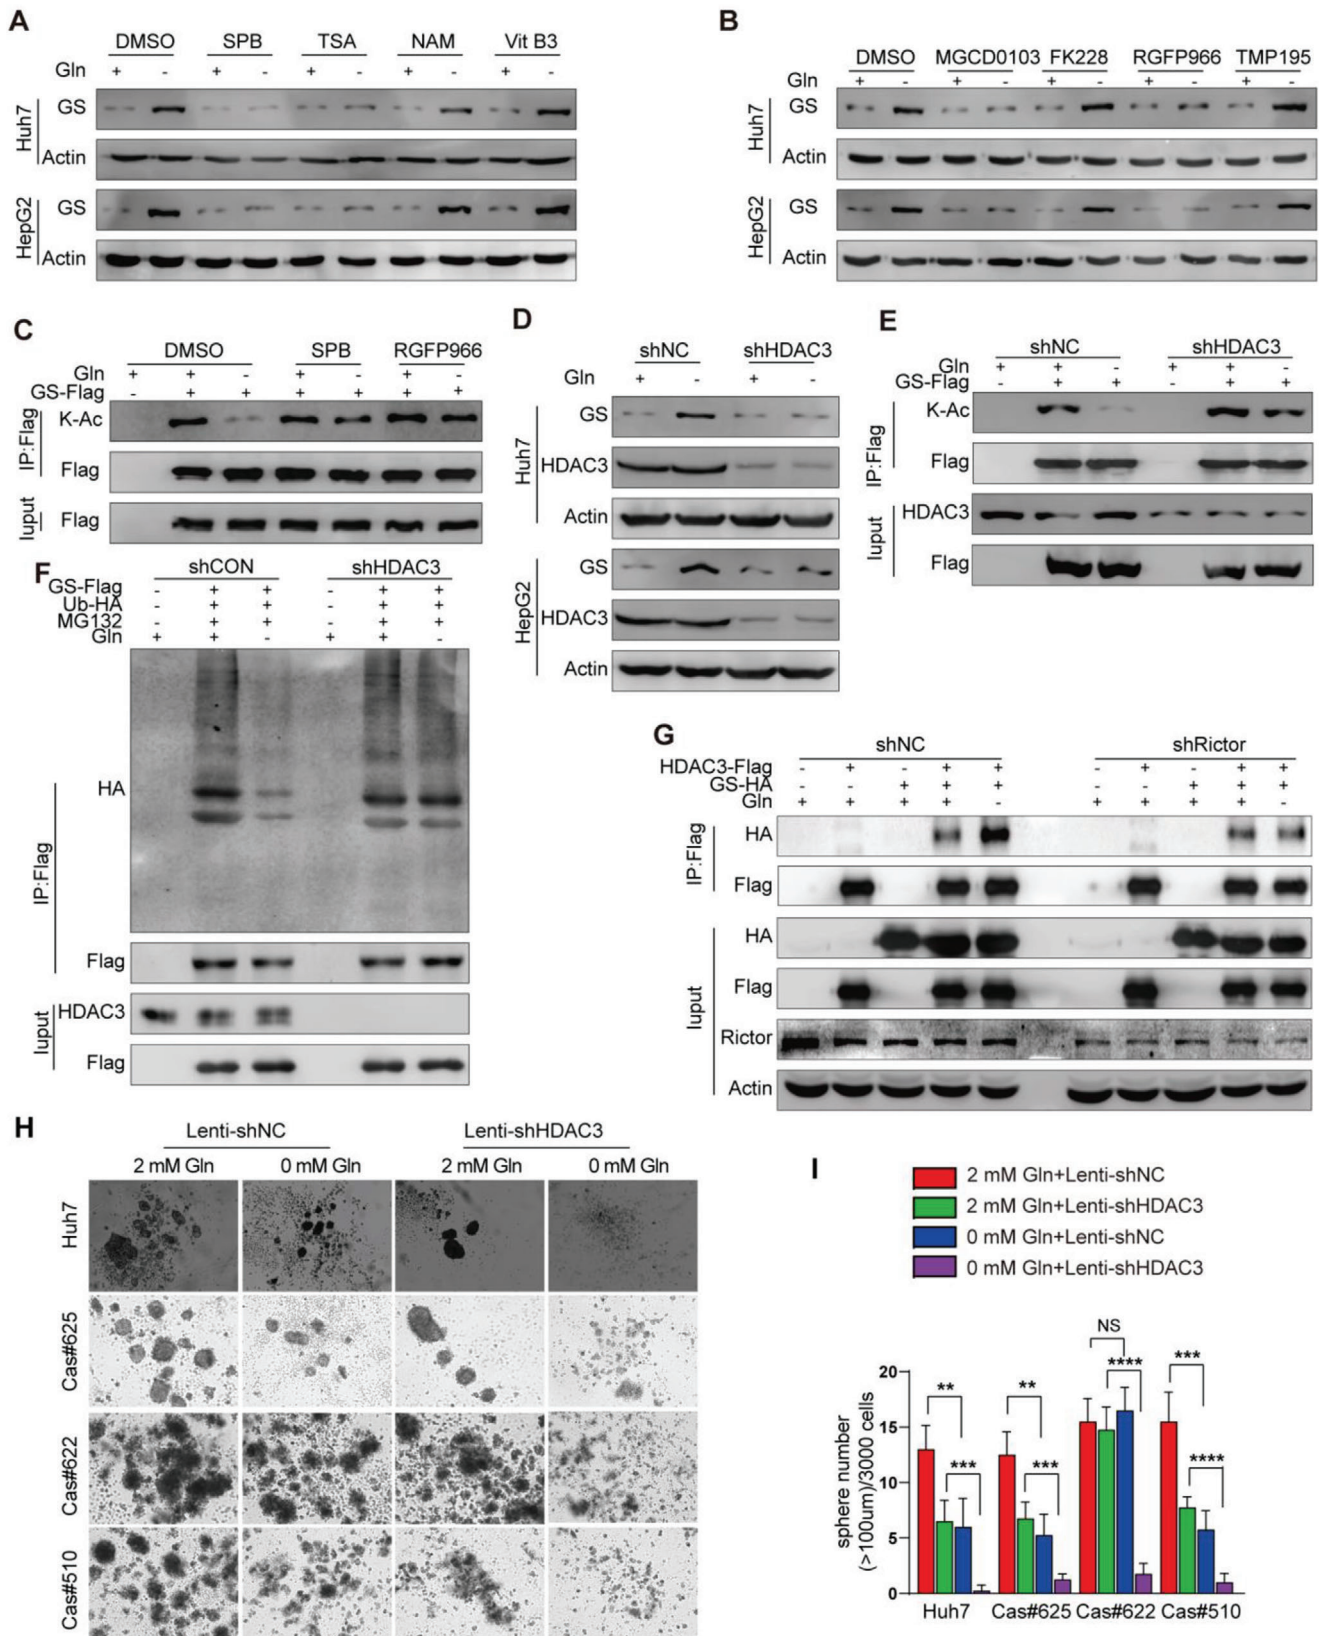 A
DMSO SPB TSA NAM Vit B3
Gln + - + - + - + - + -
Huh7
GS
Actin
HepG2
GS
Actin
B
DMSO MGCD0103 FK228 RGFP966 TMP195
Gln + - + - + - + - + -
Huh7
GS
Actin
HepG2
GS
Actin
C
DMSO SPB RGFP966
Gln + + - + - + -
GS-Flag - + + + + + +
IP:Flag
K-Ac
Flag
Iuput
Flag
D
shNC shHDAC3
Gln + - + -
Huh7
GS
HDAC3
Actin
HepG2
GS
HDAC3
Actin
E
shNC shHDAC3
Gln + + - + + -
GS-Flag - + + - + +
IP:Flag
K-Ac
Flag
Iuput
HDAC3
Flag
F
shCON shHDAC3
GS-Flag - + + - + +
Ub-HA - + + - + +
MG132 - + + - + +
Gln + + - + + -
IP:Flag
HA
Flag
Iuput
HDAC3
Flag
G
shNC shRictor
HDAC3-Flag - + - + + - + - + +
GS-HA - - + + + - - + + +
Gln + + + + - + + + + -
IP:Flag
HA
Flag
Iuput
HA
Flag
Rictor
Actin
H
Lenti-shNC Lenti-shHDAC3
2 mM Gln 0 mM Gln 2 mM Gln 0 mM Gln
Huh7
Cas#625
Cas#622
Cas#510
I
2 mM Gln+Lenti-shNC
2 mM Gln+Lenti-shHDAC3
0 mM Gln+Lenti-shNC
0 mM Gln+Lenti-shHDAC3
sphere number
(>100um)/3000 cells
20
15
10
5
0
** *** ** *** NS **** *** ****
Huh7 Cas#625 Cas#622 Cas#510